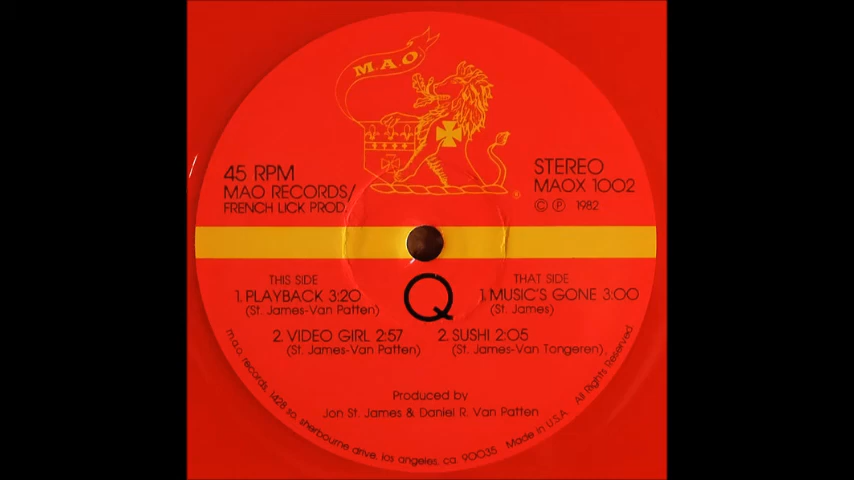 M.A.O.
45 RPM
MAO RECORDS/
FRENCH LICK PROD.
STEREO
MAOX 1002
© ℗ 1982
THIS SIDE
1. PLAYBACK 3:20
(St. James-Van Patten)
2. VIDEO GIRL 2:57
(St. James-Van Patten)
Q
THAT SIDE
1. MUSIC'S GONE 3:00
(St. James)
2. SUSHI 2:05
(St. James-Van Tongeren)
Produced by
Jon St. James & Daniel R. Van Patten
m.a.o. records, 1428 so. sherbourne drive, los angeles, ca. 90035 Made in U.S.A. All Rights Reserved